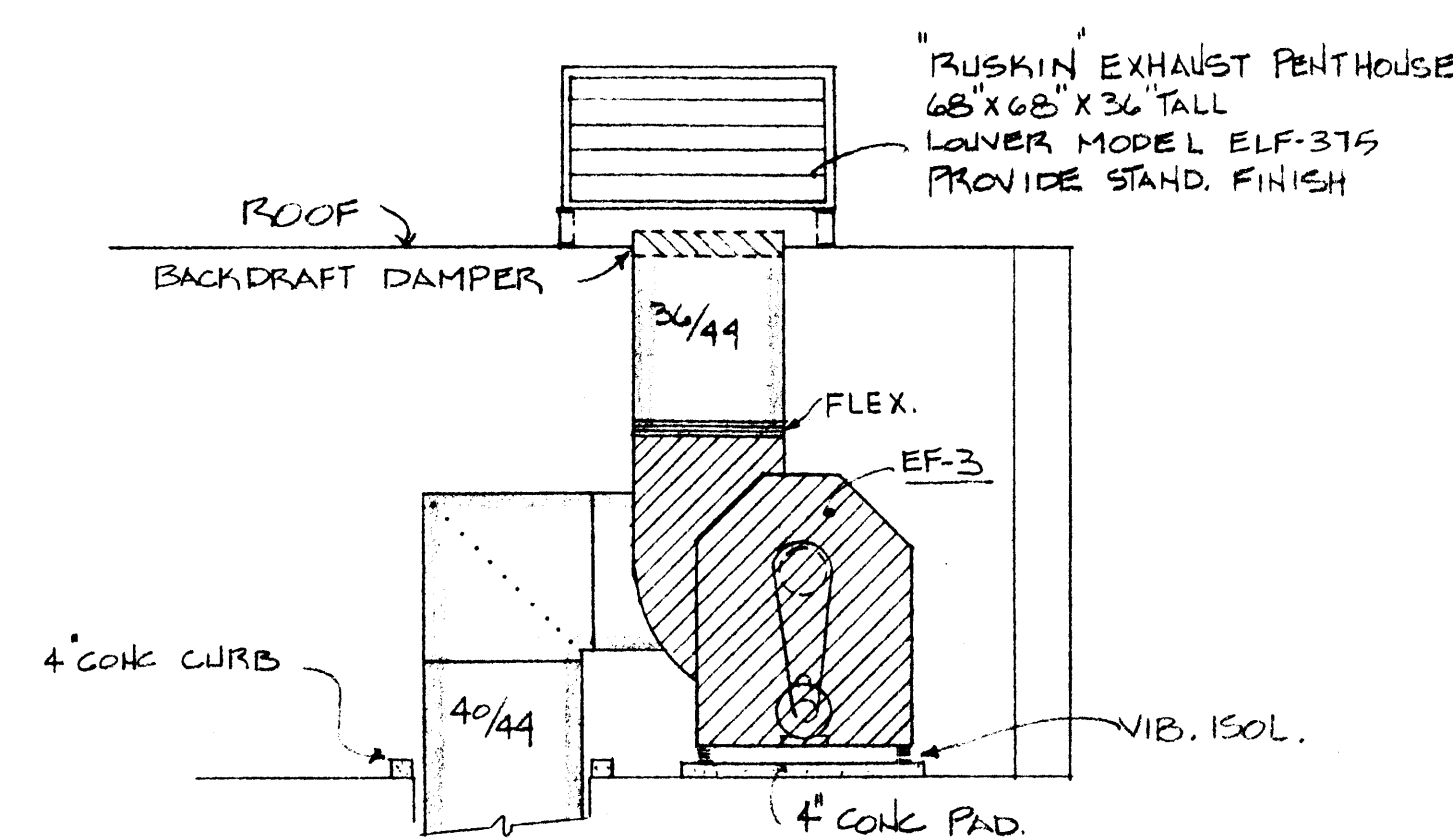 "RUSKIN" EXHAUST PENTHOUSE
68"X68"X36"TALL
LOUVER MODEL ELF-375
PROVIDE STAND. FINISH
ROOF
BACKDRAFT DAMPER
36/44
FLEX.
EF-3
4" CONC CURB
40/44
VIB. ISOL.
4" CONC PAD.